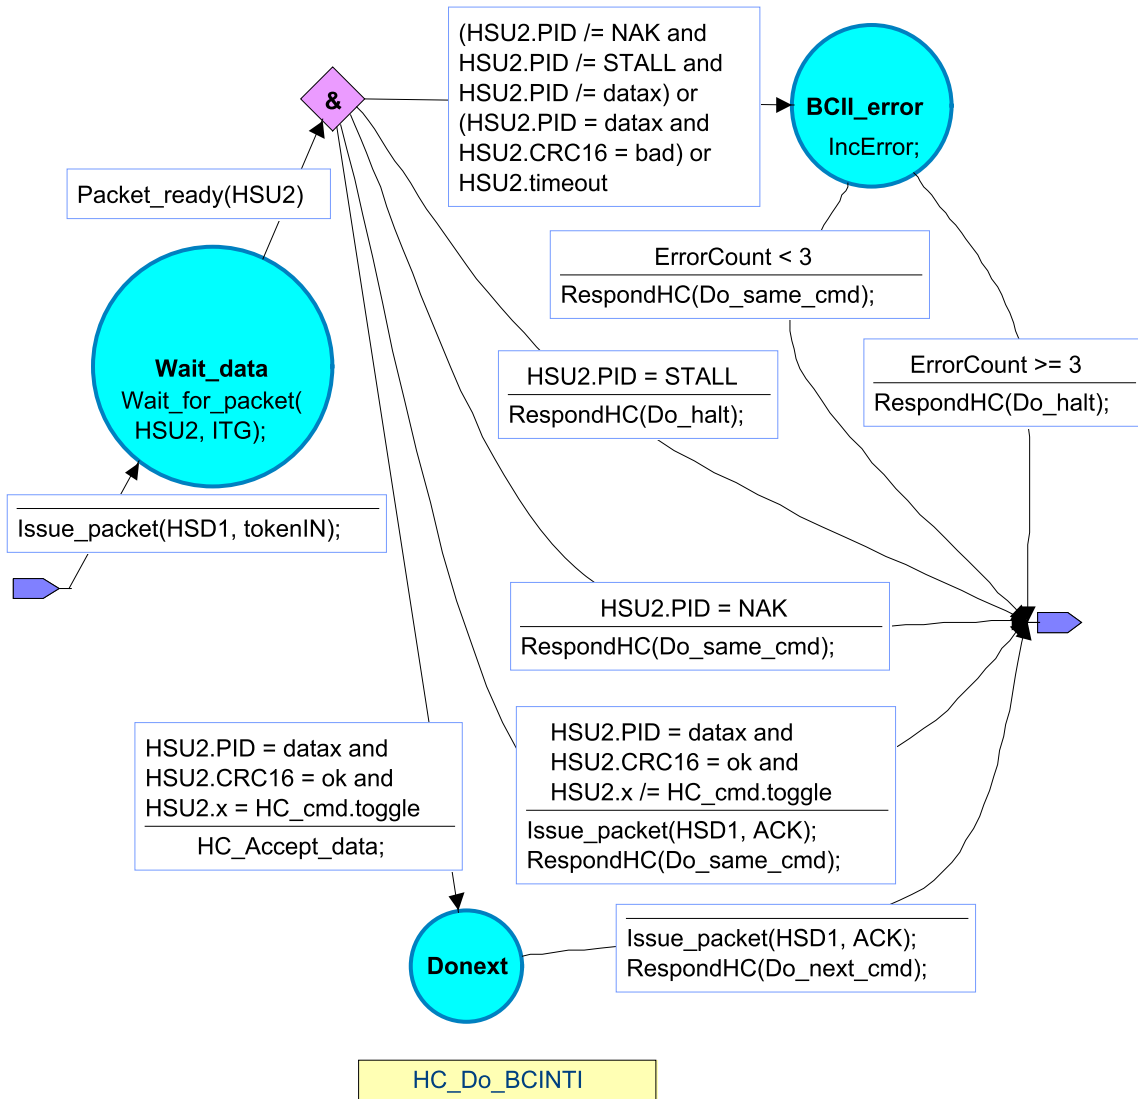 (HSU2.PID /= NAK and
HSU2.PID /= STALL and
HSU2.PID /= datax) or
(HSU2.PID = datax and
HSU2.CRC16 = bad) or
HSU2.timeout
&
BCII_error
IncError;
Packet_ready(HSU2)
ErrorCount < 3
RespondHC(Do_same_cmd);
Wait_data
Wait_for_packet(
HSU2, ITG);
ErrorCount >= 3
RespondHC(Do_halt);
HSU2.PID = STALL
RespondHC(Do_halt);
Issue_packet(HSD1, tokenIN);
HSU2.PID = NAK
RespondHC(Do_same_cmd);
HSU2.PID = datax and
HSU2.CRC16 = ok and
HSU2.x = HC_cmd.toggle
HC_Accept_data;
HSU2.PID = datax and
HSU2.CRC16 = ok and
HSU2.x /= HC_cmd.toggle
Issue_packet(HSD1, ACK);
RespondHC(Do_same_cmd);
Donext
Issue_packet(HSD1, ACK);
RespondHC(Do_next_cmd);
HC_Do_BCINTI